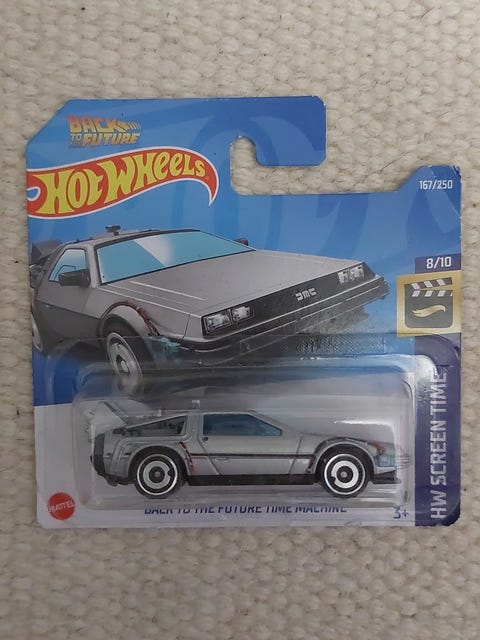 BACK
TO THE
FUTURE
HOT WHEELS
167/250
8/10
DMC
HW SCREEN TIME
MATTEL
BACK TO THE FUTURE TIME MACHINE
3+